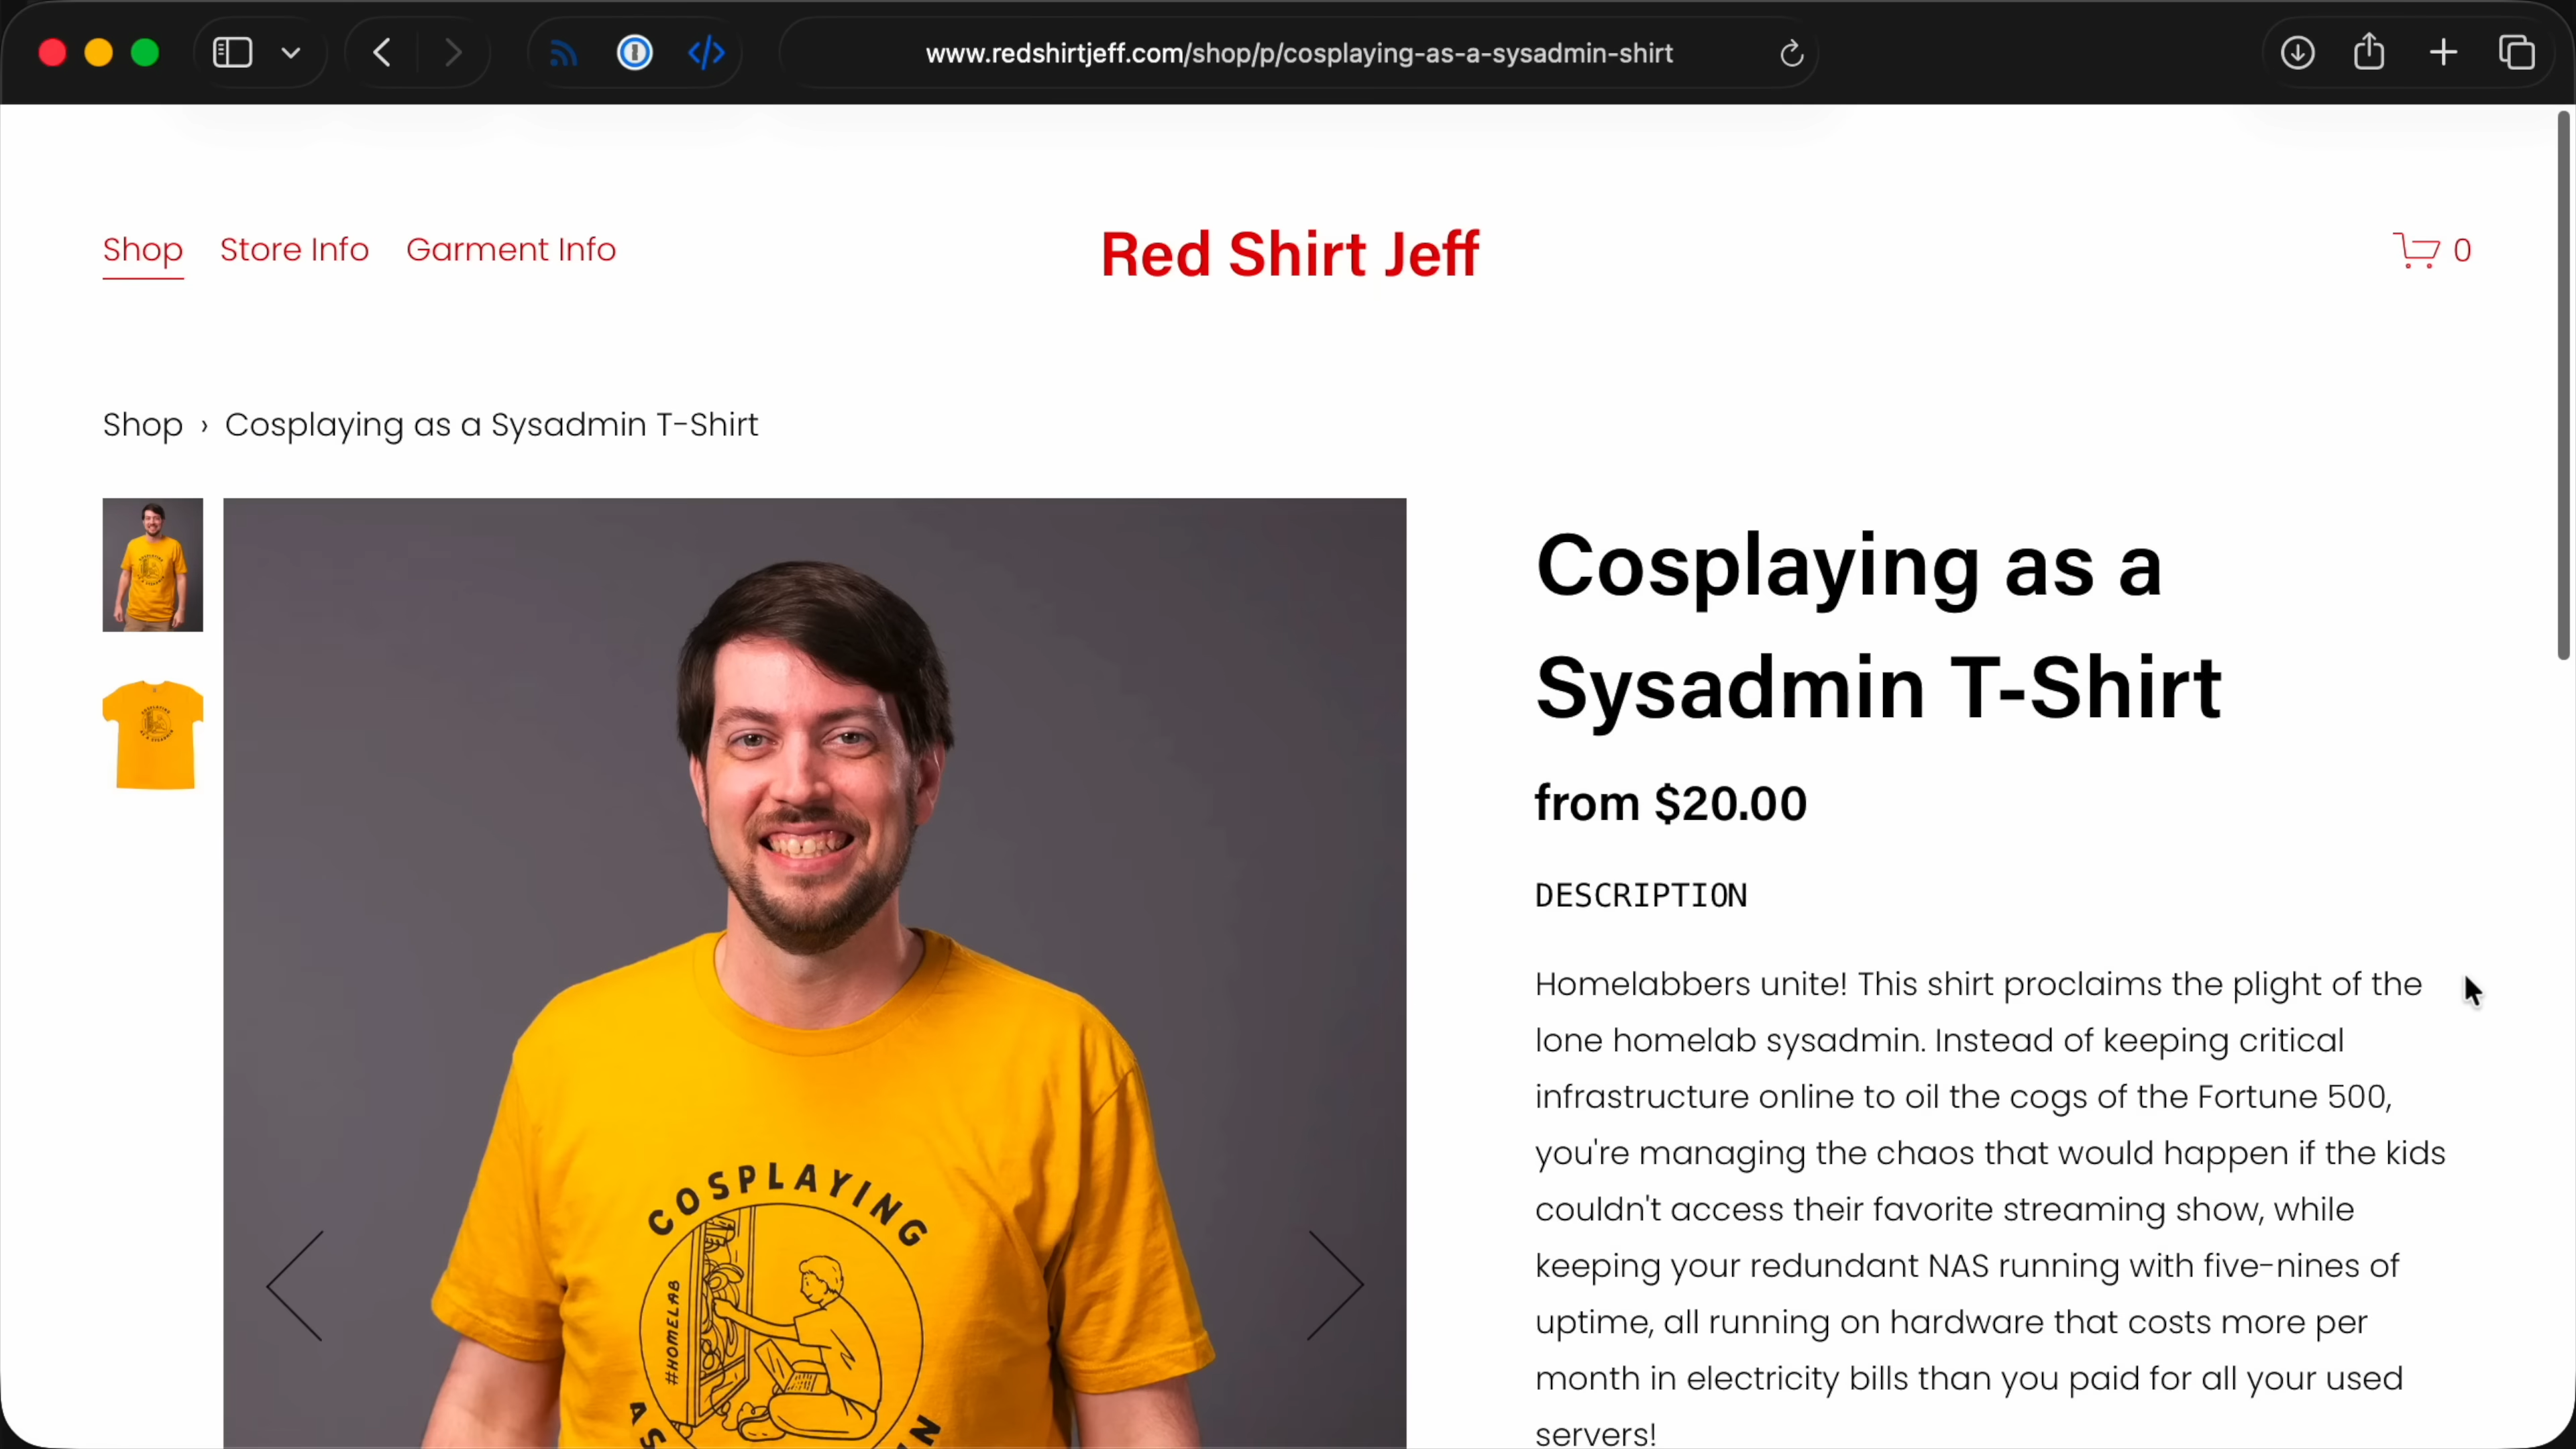 www.redshirtjeff.com/shop/p/cosplaying-as-a-sysadmin-shirt
Shop
Store Info
Garment Info
Red Shirt Jeff
0
Shop › Cosplaying as a Sysadmin T-Shirt
Cosplaying as a
Sysadmin T-Shirt
from $20.00
DESCRIPTION
Homelabbers unite! This shirt proclaims the plight of the
lone homelab sysadmin. Instead of keeping critical
infrastructure online to oil the cogs of the Fortune 500,
you're managing the chaos that would happen if the kids
couldn't access their favorite streaming show, while
keeping your redundant NAS running with five-nines of
uptime, all running on hardware that costs more per
month in electricity bills than you paid for all your used
servers!
COSPLAYING
#HOMELAB
AS